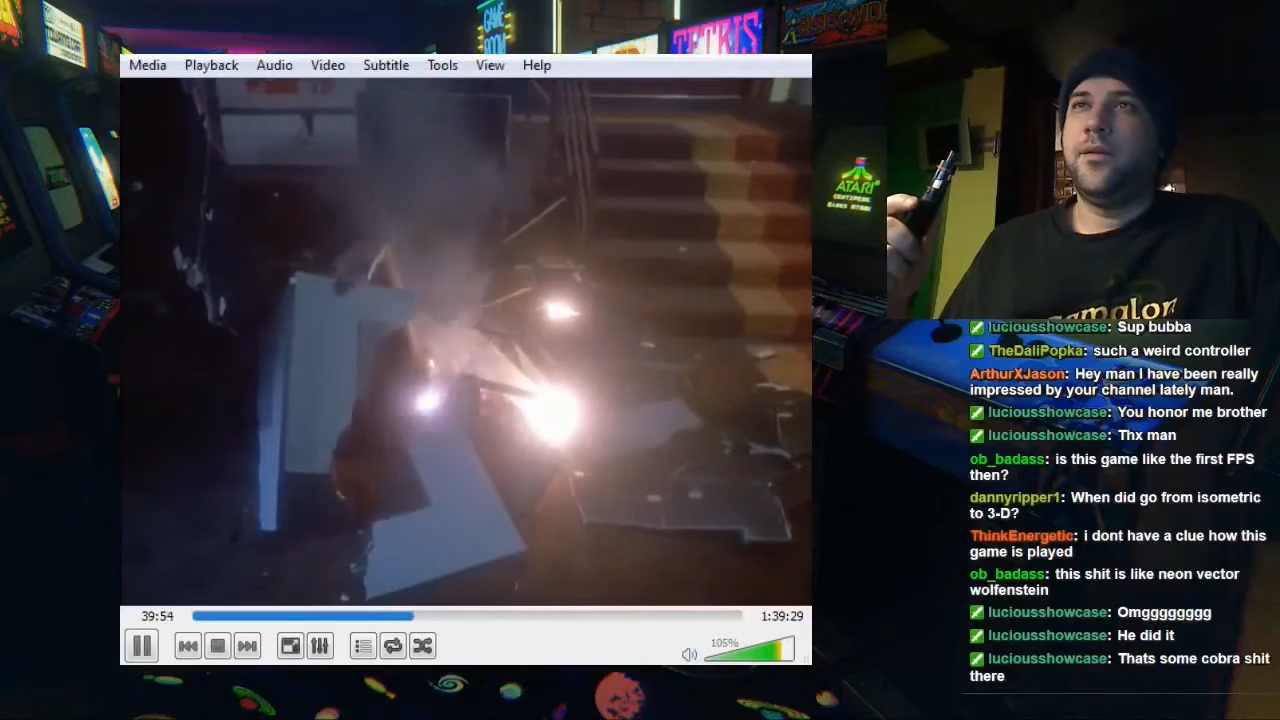 GAME
ROOM
TETRIS
Media Playback Audio Video Subtitle Tools View Help
ATARI
CENTIPEDE
luciousshowcase: Sup bubba
TheDaliPopka: such a weird controller
ArthurXJason: Hey man I have been really
impressed by your channel lately man.
luciousshowcase: You honor me brother
luciousshowcase: Thx man
ob_badass: is this game like the first FPS
then?
dannyripper1: When did go from isometric
to 3-D?
ThinkEnergetic: i dont have a clue how this
game is played
ob_badass: this shit is like neon vector
wolfenstein
luciousshowcase: Omgggggggg
luciousshowcase: He did it
luciousshowcase: Thats some cobra shit
there
39:54
1:39:29
105%